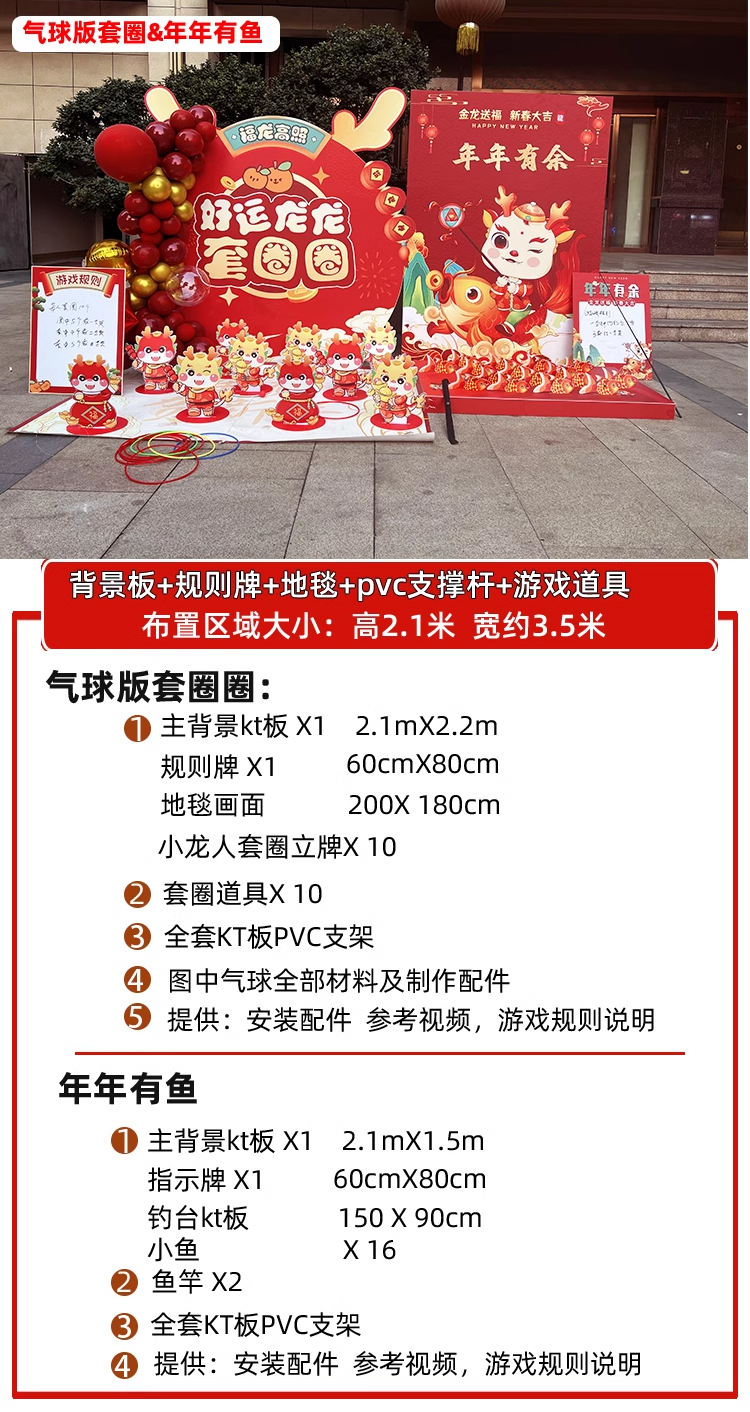 气球版套圈&年年有鱼
福龙高照
好运龙龙
套圈圈
金龙送福 新春大吉
HAPPY NEW YEAR
年年有余
游戏规则
年年有余
背景板+规则牌+地毯+pvc支撑杆+游戏道具
布置区域大小：高2.1米 宽约3.5米
气球版套圈圈：
1 主背景kt板 X1 2.1mX2.2m
规则牌 X1 60cmX80cm
地毯画面 200X 180cm
小龙人套圈立牌X 10
2 套圈道具X 10
3 全套KT板PVC支架
4 图中气球全部材料及制作配件
5 提供：安装配件 参考视频，游戏规则说明
年年有鱼
1 主背景kt板 X1 2.1mX1.5m
指示牌 X1 60cmX80cm
钓台kt板 150 X 90cm
小鱼 X 16
2 鱼竿 X2
3 全套KT板PVC支架
4 提供：安装配件 参考视频，游戏规则说明